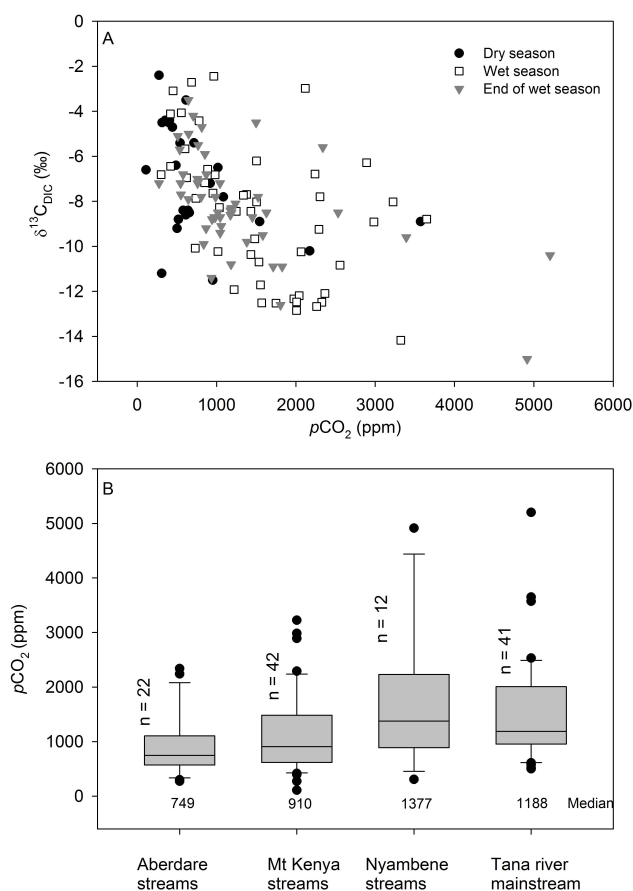 0
A
Dry season
Wet season
End of wet season
-2
-4
-6
-8
-10
-12
-14
-16
δ13CDIC (‰)
0 1000 2000 3000 4000 5000 6000
pCO2 (ppm)
6000
B
5000
4000
3000
2000
1000
0
pCO2 (ppm)
n = 22
n = 42
n = 12
n = 41
749 910 1377 1188 Median
Aberdare streams
Mt Kenya streams
Nyambene streams
Tana river mainstream